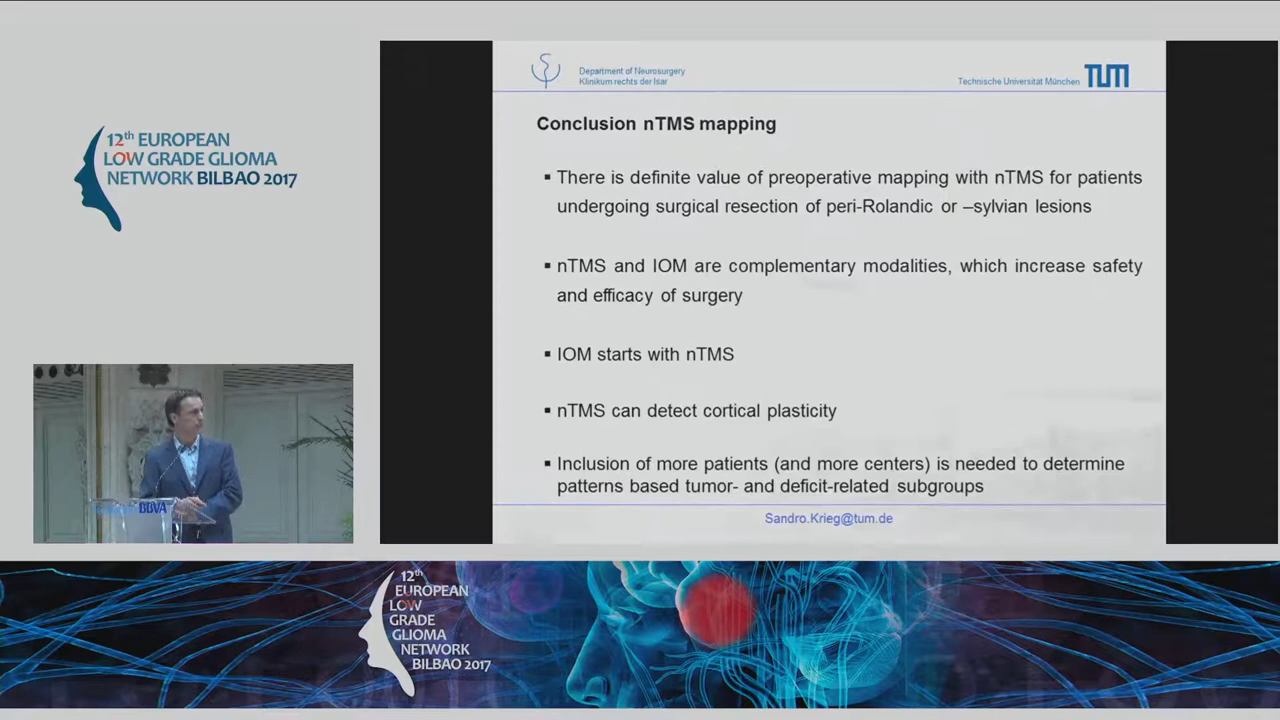 12th EUROPEAN
LOW GRADE GLIOMA
NETWORK BILBAO 2017
Department of Neurosurgery
Klinikum rechts der Isar
Technische Universität München TUM
Conclusion nTMS mapping
▪ There is definite value of preoperative mapping with nTMS for patients
undergoing surgical resection of peri-Rolandic or –sylvian lesions
▪ nTMS and IOM are complementary modalities, which increase safety
and efficacy of surgery
▪ IOM starts with nTMS
▪ nTMS can detect cortical plasticity
▪ Inclusion of more patients (and more centers) is needed to determine
patterns based tumor- and deficit-related subgroups
Sandro.Krieg@tum.de
BBVA
12th
EUROPEAN
LOW
GRADE
GLIOMA
NETWORK
BILBAO 2017